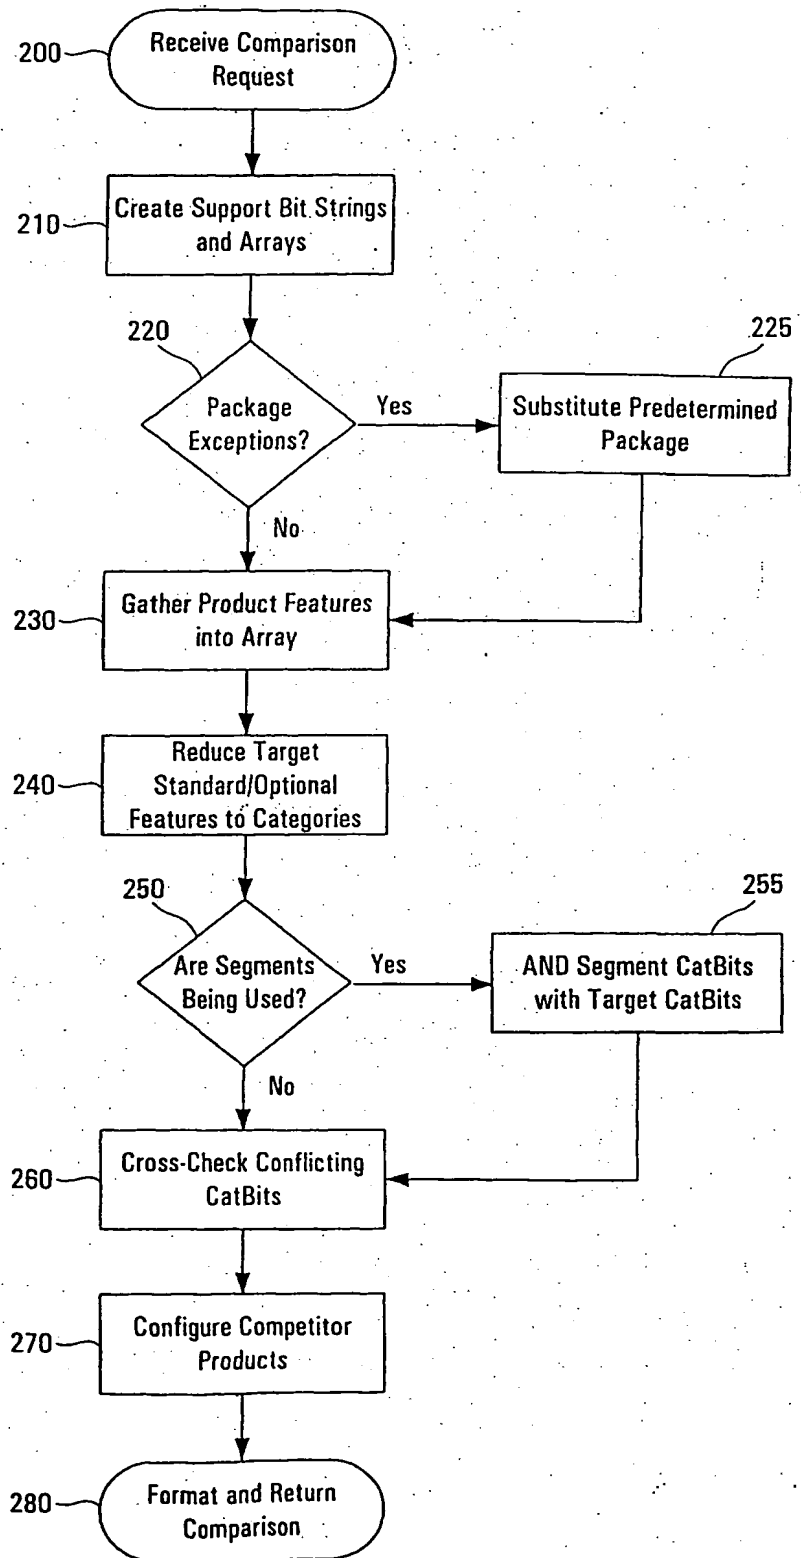 200
Receive Comparison
Request
210
Create Support Bit Strings
and Arrays
220
Package
Exceptions?
Yes
225
Substitute Predetermined
Package
No
230
Gather Product Features
into Array
240
Reduce Target
Standard/Optional
Features to Categories
250
Are Segments
Being Used?
Yes
255
AND Segment CatBits
with Target CatBits
No
260
Cross-Check Conflicting
CatBits
270
Configure Competitor
Products
280
Format and Return
Comparison